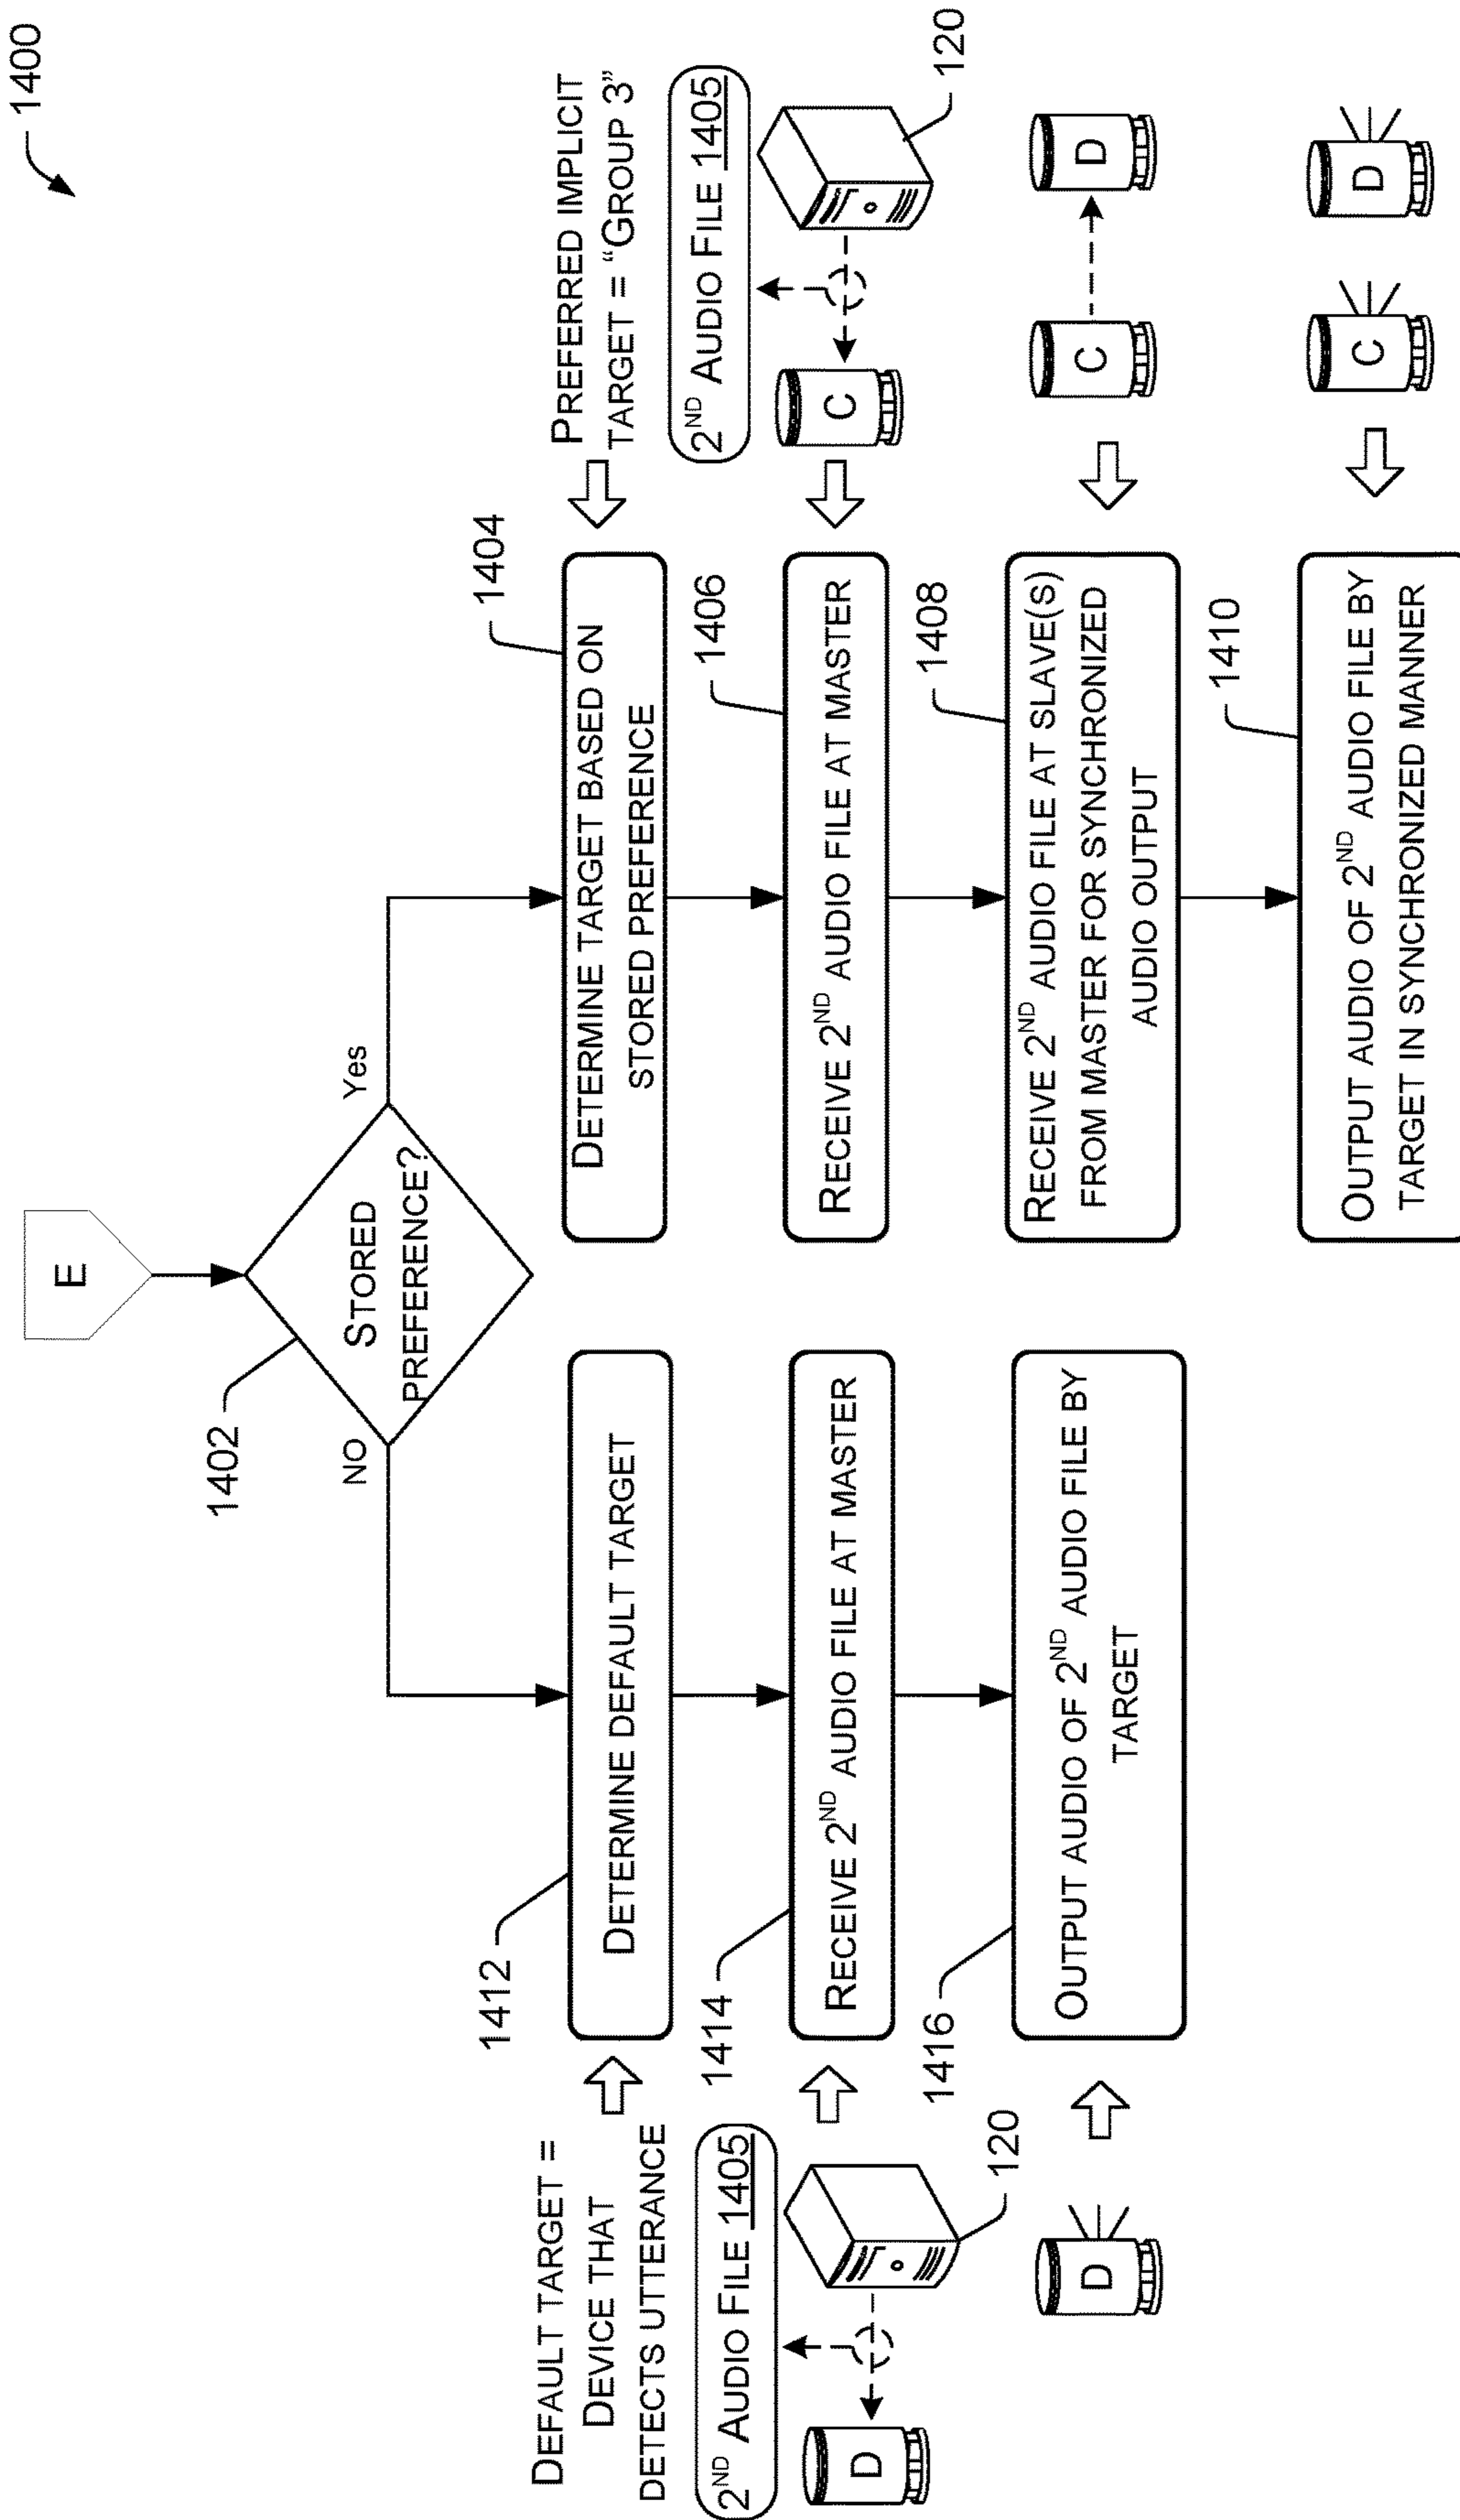 1400
E
1402
STORED
PREFERENCE?
NO
Yes
DEFAULT TARGET =
DEVICE THAT
DETECTS UTTERANCE
1412
DETERMINE DEFAULT TARGET
2ND AUDIO FILE 1405
D
120
1414
RECEIVE 2ND AUDIO FILE AT MASTER
D
1416
OUTPUT AUDIO OF 2ND AUDIO FILE BY
TARGET
1404
DETERMINE TARGET BASED ON
STORED PREFERENCE
PREFERRED IMPLICIT
TARGET = “GROUP 3”
1406
RECEIVE 2ND AUDIO FILE AT MASTER
2ND AUDIO FILE 1405
C
120
1408
RECEIVE 2ND AUDIO FILE AT SLAVE(S)
FROM MASTER FOR SYNCHRONIZED
AUDIO OUTPUT
C
D
1410
OUTPUT AUDIO OF 2ND AUDIO FILE BY
TARGET IN SYNCHRONIZED MANNER
C
D